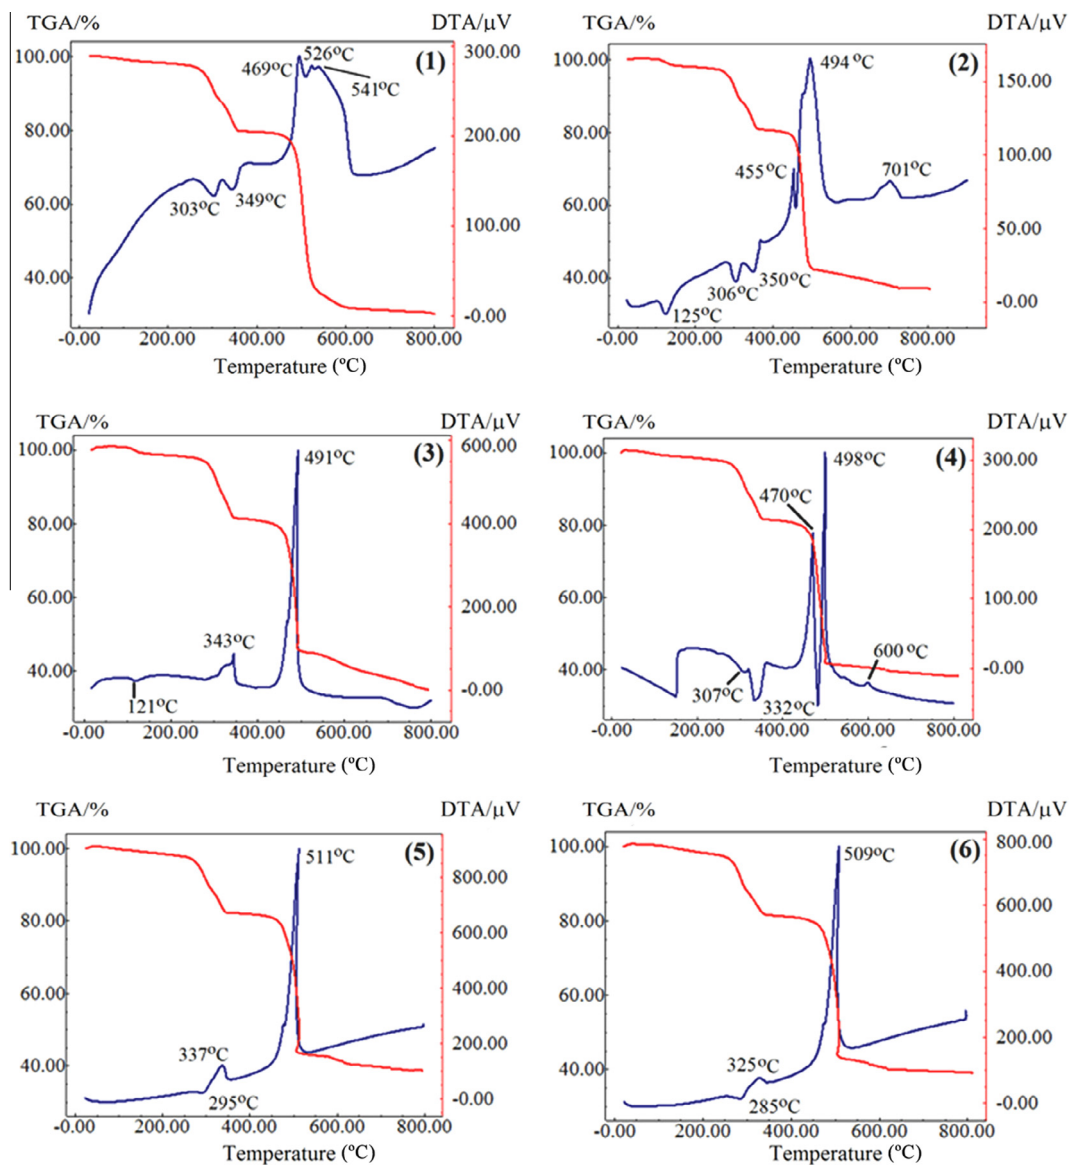 TGA/% DTA/μV TGA/% DTA/μV
(1) 526ºC 469ºC 541ºC 303ºC 349ºC
100.00 80.00 60.00 40.00
300.00 200.00 100.00 -0.00
-0.00 200.00 400.00 600.00 800.00
Temperature (ºC)
(2) 494ºC 455ºC 701ºC 306ºC 350ºC 125ºC
100.00 80.00 60.00 40.00
150.00 100.00 50.00 -0.00
-0.00 200.00 400.00 600.00 800.00
Temperature (ºC)
TGA/% DTA/μV TGA/% DTA/μV
(3) 491ºC 343ºC 121ºC
100.00 80.00 60.00 40.00
600.00 400.00 200.00 -0.00
-0.00 200.00 400.00 600.00 800.00
Temperature (ºC)
(4) 498ºC 470ºC 600ºC 307ºC 332ºC
100.00 80.00 60.00 40.00
300.00 200.00 100.00 -0.00
-0.00 200.00 400.00 600.00 800.00
Temperature (ºC)
TGA/% DTA/μV TGA/% DTA/μV
(5) 511ºC 337ºC 295ºC
100.00 80.00 60.00 40.00
800.00 600.00 400.00 200.00 -0.00
-0.00 200.00 400.00 600.00 800.00
Temperature (ºC)
(6) 509ºC 325ºC 285ºC
100.00 80.00 60.00 40.00
800.00 600.00 400.00 200.00 -0.00
-0.00 200.00 400.00 600.00 800.00
Temperature (ºC)